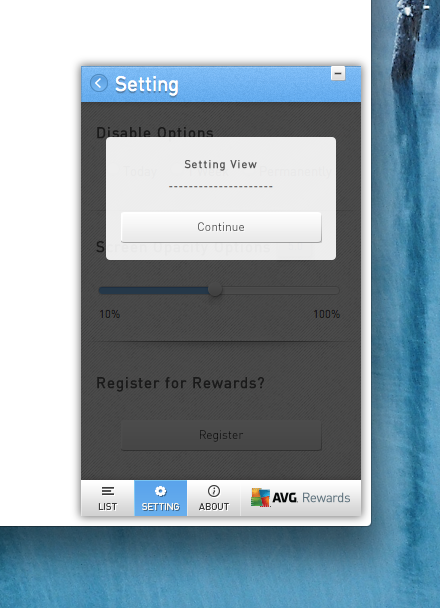 Setting
Disable Options
Setting View
---------------------
Continue
10%
100%
Register for Rewards?
Register
LIST
SETTING
ABOUT
AVG. Rewards